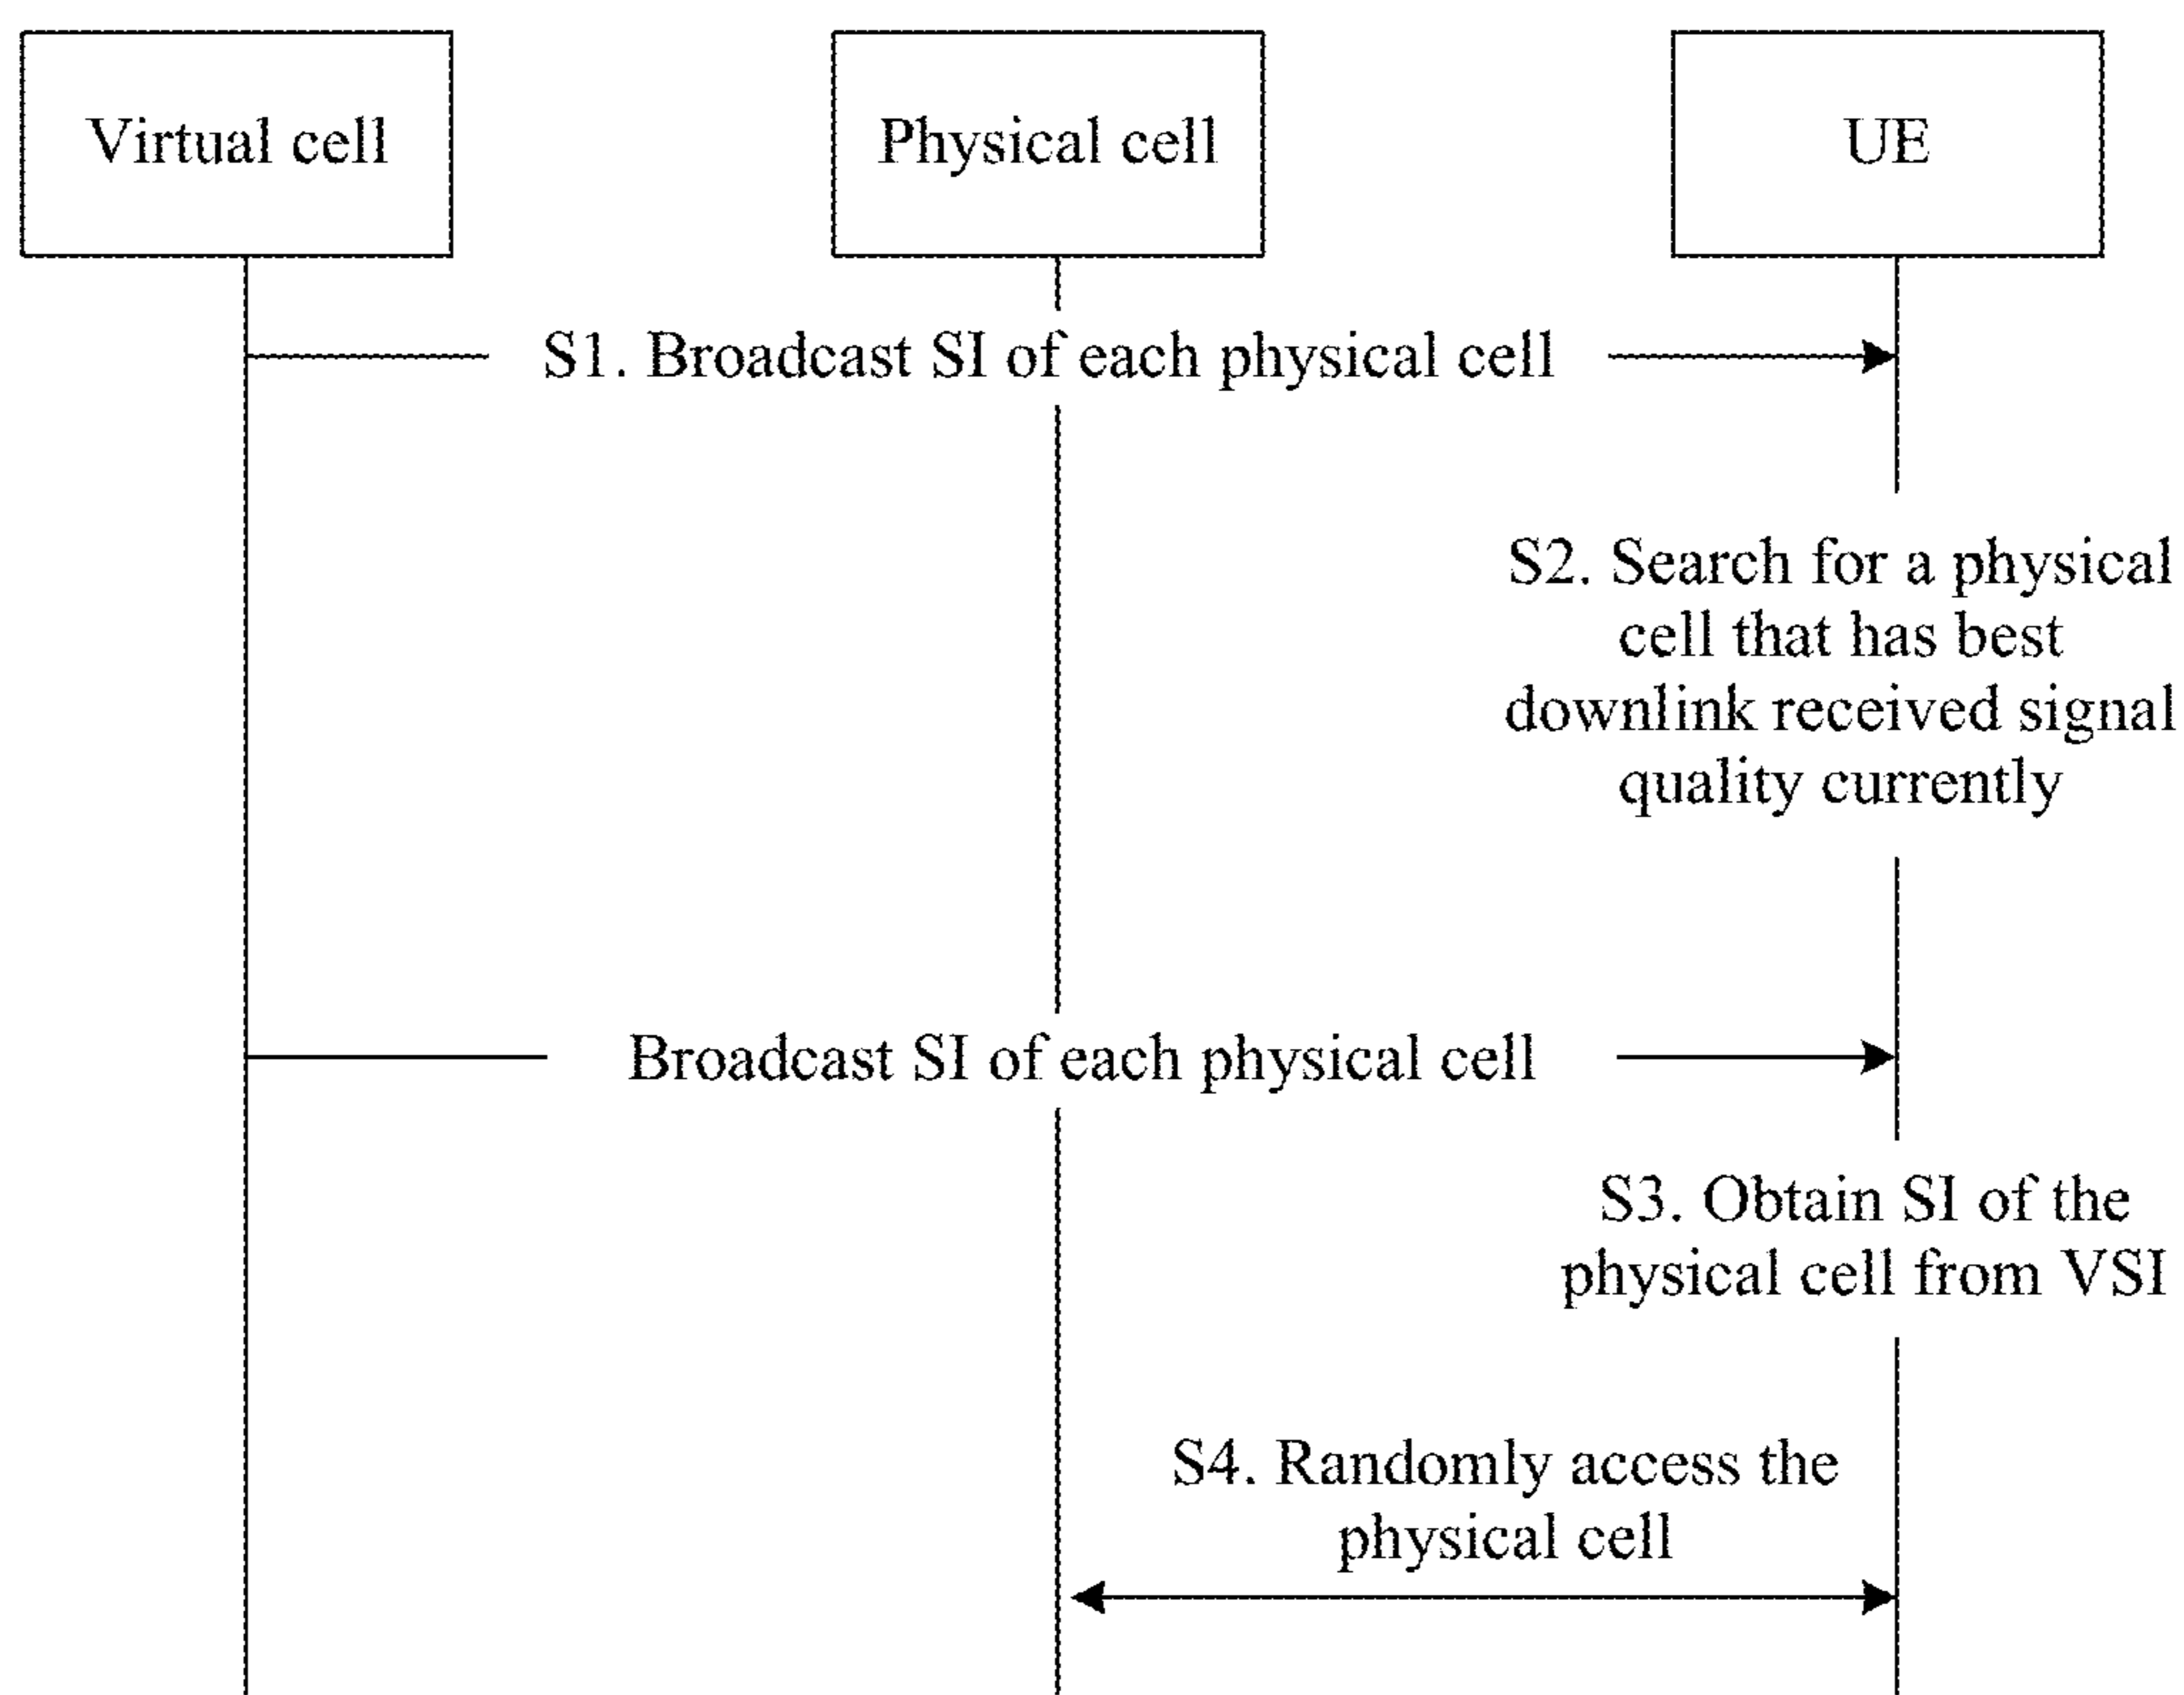 Virtual cell
Physical cell
UE
S1. Broadcast SI of each physical cell
S2. Search for a physical
cell that has best
downlink received signal
quality currently
Broadcast SI of each physical cell
S3. Obtain SI of the
physical cell from VSI
S4. Randomly access the
physical cell